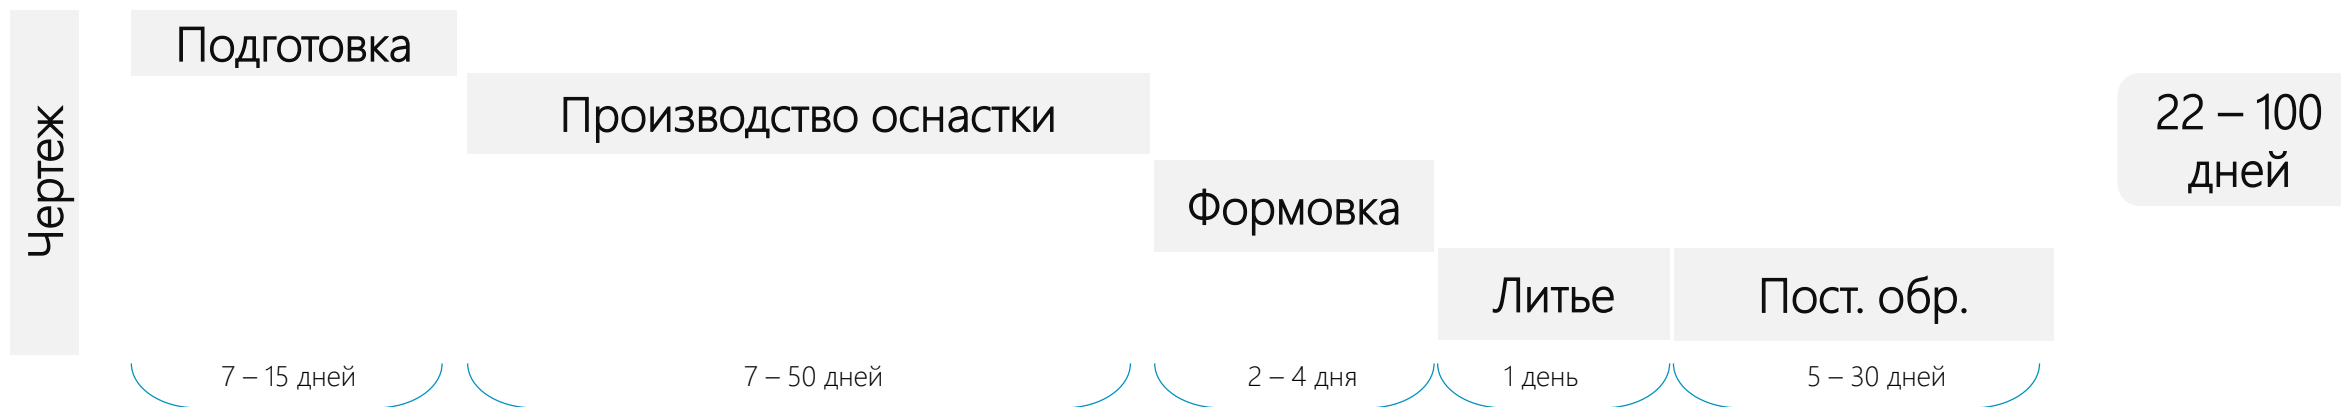 Чертеж
Подготовка
Производство оснастки
Формовка
Литье
Пост. обр.
22 – 100
дней
7 – 15 дней
7 – 50 дней
2 – 4 дня
1 день
5 – 30 дней